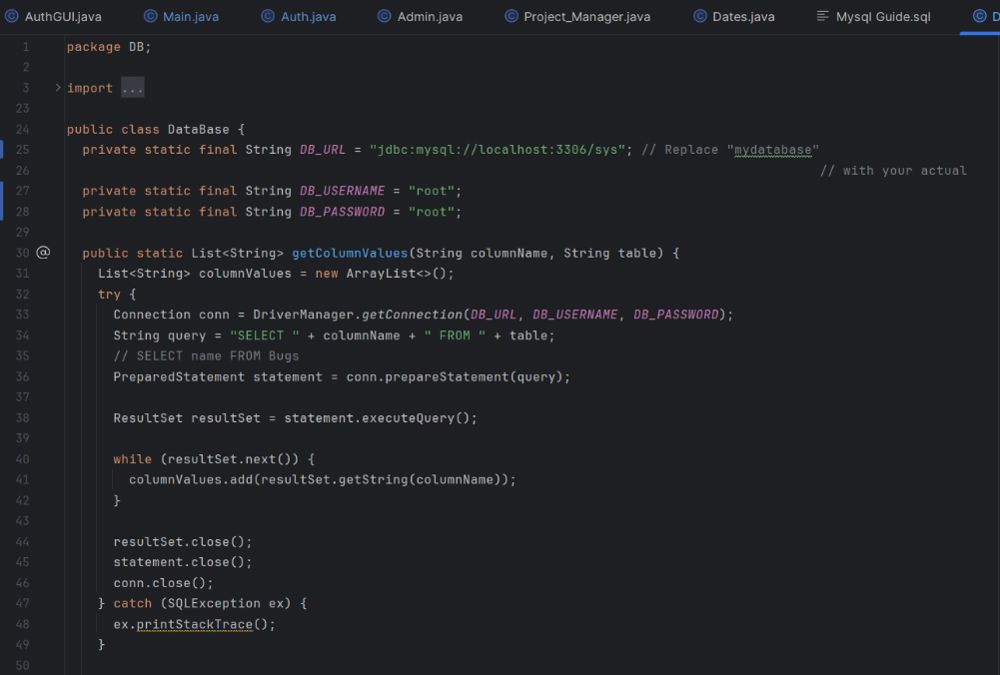 AuthGUI.java Main.java Auth.java Admin.java Project_Manager.java Dates.java Mysql Guide.sql D
1 package DB;
2
3 import ...
23
24 public class DataBase {
25 private static final String DB_URL = "jdbc:mysql://localhost:3306/sys"; // Replace "mydatabase"
26 // with your actual
27 private static final String DB_USERNAME = "root";
28 private static final String DB_PASSWORD = "root";
29
30 @ public static List<String> getColumnValues(String columnName, String table) {
31 List<String> columnValues = new ArrayList<>();
32 try {
33 Connection conn = DriverManager.getConnection(DB_URL, DB_USERNAME, DB_PASSWORD);
34 String query = "SELECT " + columnName + " FROM " + table;
35 // SELECT name FROM Bugs
36 PreparedStatement statement = conn.prepareStatement(query);
37
38 ResultSet resultSet = statement.executeQuery();
39
40 while (resultSet.next()) {
41 columnValues.add(resultSet.getString(columnName));
42 }
43
44 resultSet.close();
45 statement.close();
46 conn.close();
47 } catch (SQLException ex) {
48 ex.printStackTrace();
49 }
50